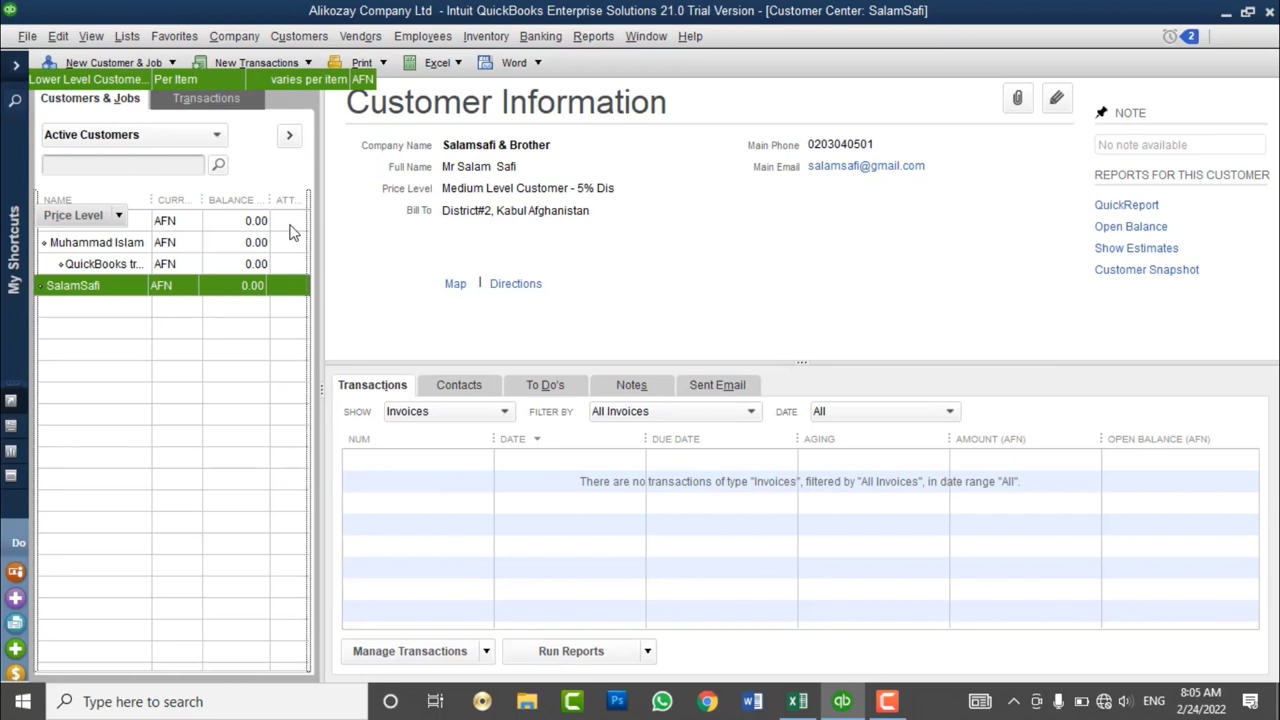 Alikozay Company Ltd - Intuit QuickBooks Enterprise Solutions 21.0 Trial Version - [Customer Center: SalamSafi]
File Edit View Lists Favorites Company Customers Vendors Employees Inventory Banking Reports Window Help 2
New Customer & Job New Transactions Print Excel Word
Lower Level Custome... Per Item varies per item AFN
Customers & Jobs Transactions
Active Customers
NAME CURR... BALANCE ... ATT...
Price Level AFN 0.00
Muhammad Islam AFN 0.00
QuickBooks tr... AFN 0.00
SalamSafi AFN 0.00
My Shortcuts
Do
Customer Information
Company Name Salamsafi & Brother
Full Name Mr Salam Safi
Price Level Medium Level Customer - 5% Dis
Bill To District#2, Kabul Afghanistan
Main Phone 0203040501
Main Email salamsafi@gmail.com
Map Directions
NOTE
No note available
REPORTS FOR THIS CUSTOMER
QuickReport
Open Balance
Show Estimates
Customer Snapshot
Transactions Contacts To Do's Notes Sent Email
SHOW Invoices FILTER BY All Invoices DATE All
NUM DATE DUE DATE AGING AMOUNT (AFN) OPEN BALANCE (AFN)
There are no transactions of type "Invoices", filtered by "All Invoices", in date range "All".
Manage Transactions Run Reports
Type here to search
ENG
8:05 AM
2/24/2022